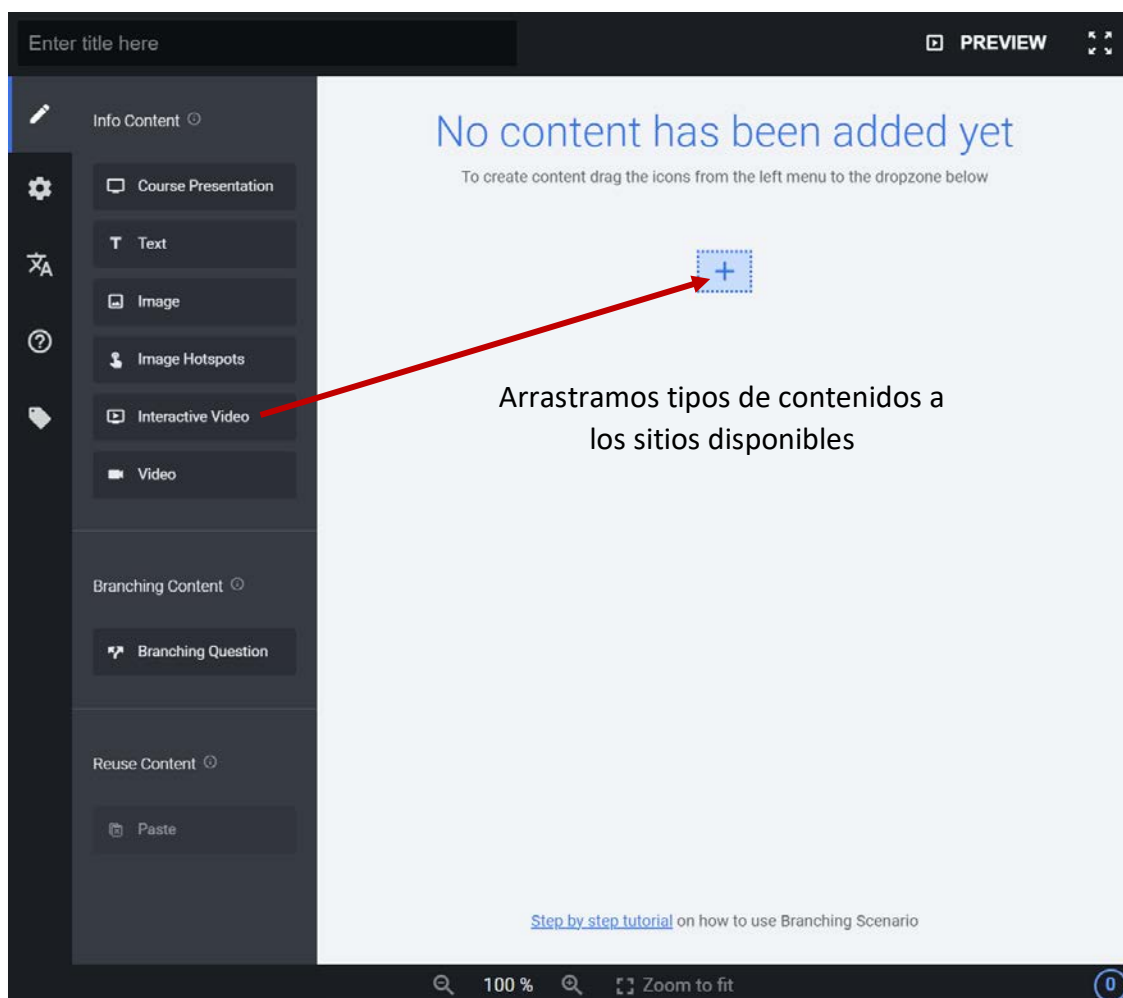 Enter title here
PREVIEW
Info Content
Course Presentation
Text
Image
Image Hotspots
Interactive Video
Video
Branching Content
Branching Question
Reuse Content
Paste
No content has been added yet
To create content drag the icons from the left menu to the dropzone below
Arrastramos tipos de contenidos a
los sitios disponibles
Step by step tutorial on how to use Branching Scenario
100 %
Zoom to fit
0